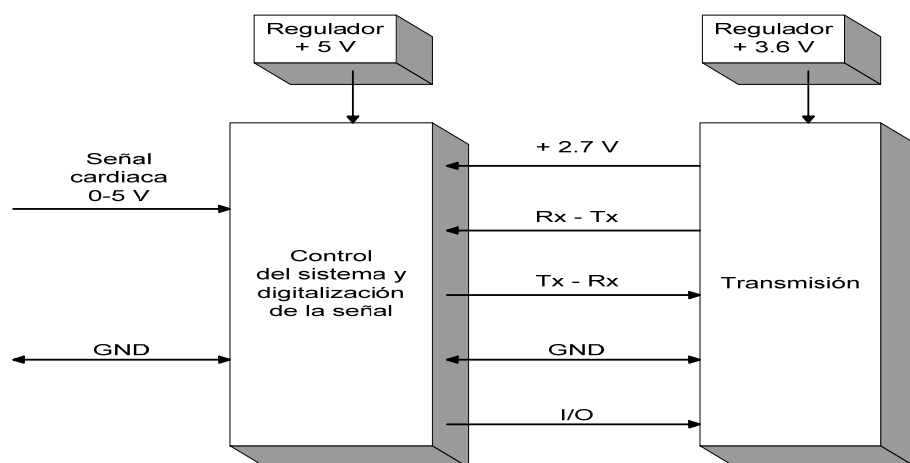 Regulador
+ 5 V
Regulador
+ 3.6 V
Señal
cardiaca
0-5 V
GND
Control
del sistema y
digitalización
de la señal
+ 2.7 V
Rx - Tx
Tx - Rx
GND
I/O
Transmisión